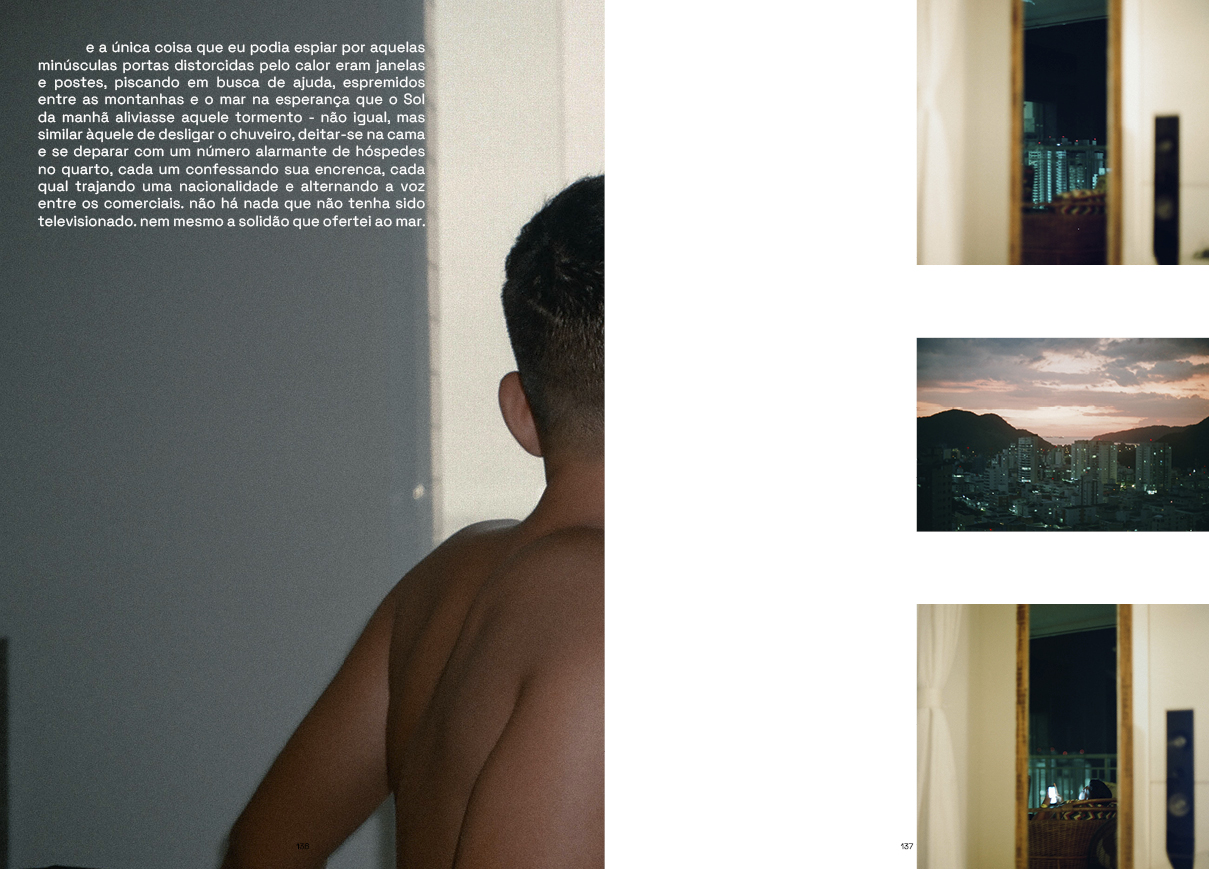 e a única coisa que eu podia espiar por aquelas
minúsculas portas distorcidas pelo calor eram janelas
e postes, piscando em busca de ajuda, espremidos
entre as montanhas e o mar na esperança que o Sol
da manhã aliviasse aquele tormento - não igual, mas
similar àquele de desligar o chuveiro, deitar-se na cama
e se deparar com um número alarmante de hóspedes
no quarto, cada um confessando sua encrenca, cada
qual trajando uma nacionalidade e alternando a voz
entre os comerciais. não há nada que não tenha sido
televisionado. nem mesmo a solidão que ofertei ao mar.
136
137